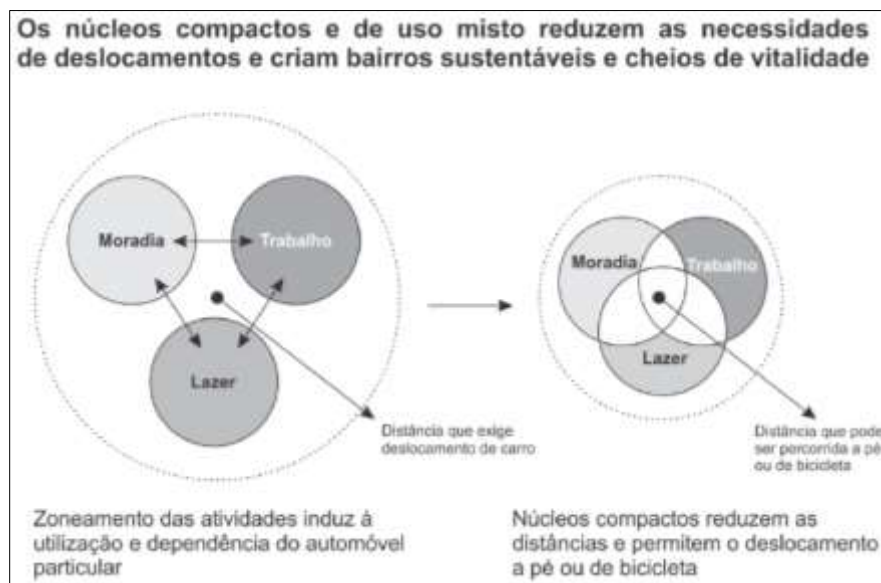 Os núcleos compactos e de uso misto reduzem as necessidades
de deslocamentos e criam bairros sustentáveis e cheios de vitalidade
Moradia
Trabalho
Lazer
Distância que exige
deslocamento de carro
Zoneamento das atividades induz à
utilização e dependência do automóvel
particular
Moradia
Trabalho
Lazer
Distância que pode
ser percorrida a pé
ou de bicicleta
Núcleos compactos reduzem as
distâncias e permitem o deslocamento
a pé ou de bicicleta